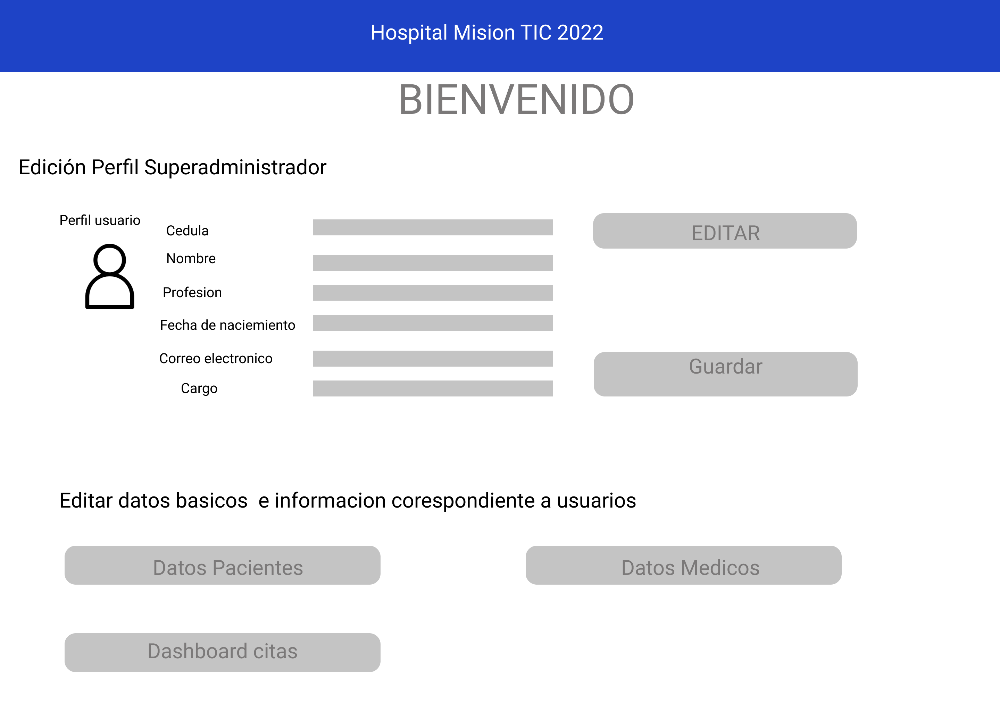 Hospital Mision TIC 2022
BIENVENIDO
Edición Perfil Superadministrador
Perfil usuario
Cedula
EDITAR
Nombre
Profesion
Fecha de naciemiento
Correo electronico
Guardar
Cargo
Editar datos basicos  e informacion corespondiente a usuarios
Datos Pacientes
Datos Medicos
Dashboard citas